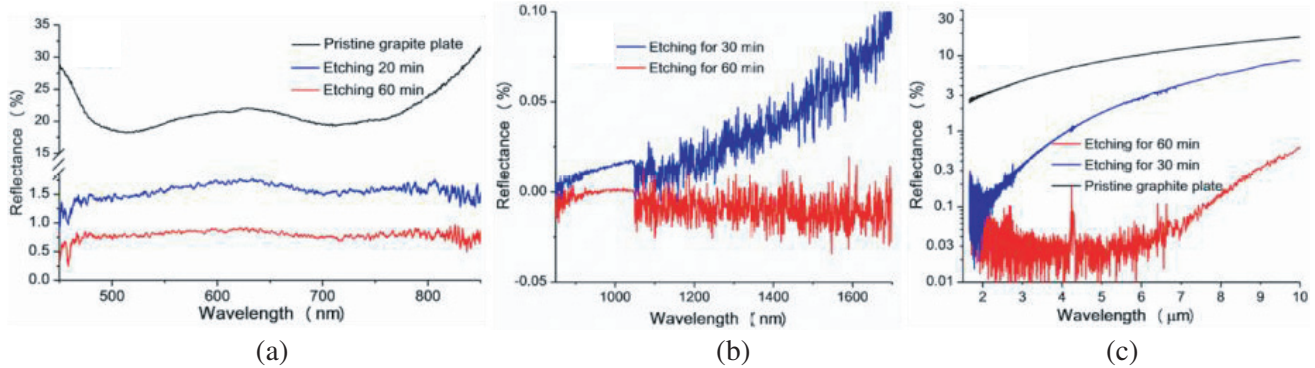 35
30
25
20
15
1.5
1.0
0.5
0.0
Reflectance (%)
Pristine grapite plate
Etching 20 min
Etching 60 min
500 600 700 800
Wavelength (nm)
(a)
0.10
0.05
0.00
-0.05
Reflectance (%)
Etching for 30 min
Etching for 60 min
1000 1200 1400 1600
Wavelength (nm)
(b)
30
10
3
1
0.3
0.1
0.03
0.01
Reflectance (%)
Etching for 60 min
Etching for 30 min
Pristine graphite plate
2 3 4 5 6 7 8 9 10
Wavelength (μm)
(c)